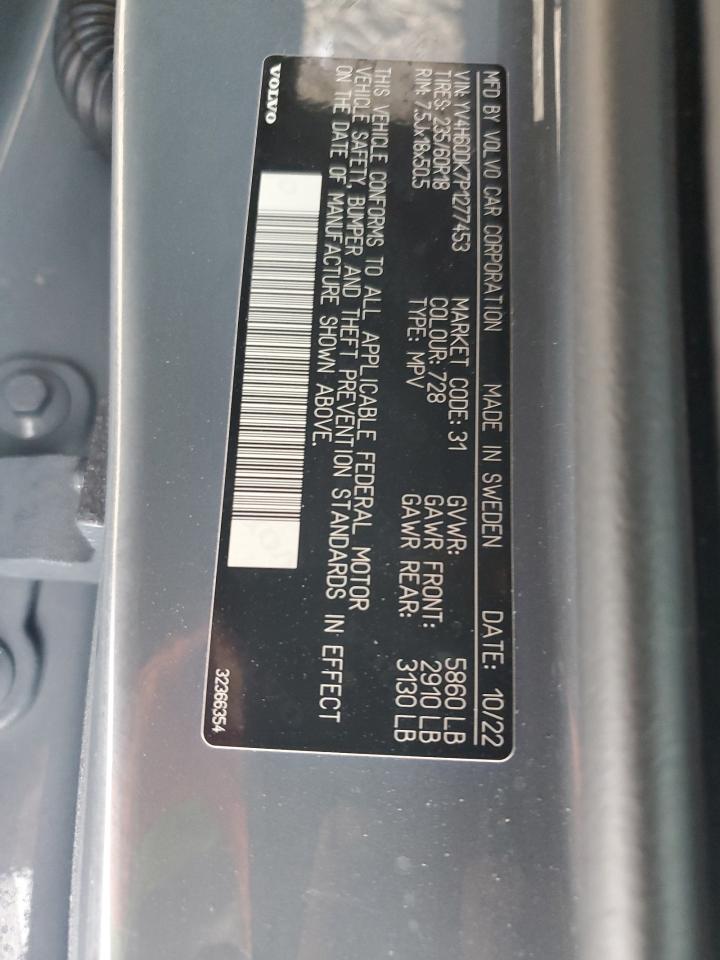 MFD BY VOLVO CAR CORPORATION MADE IN SWEDEN DATE: 10/22
VIN: YV4H60DK7P1277453 MARKET CODE: 31 GVWR: 5860 LB
TIRES: 235/60R18 COLOUR: 728 GAWR FRONT: 2910 LB
RIM: 7.5Jx18x50.5 TYPE: MPV GAWR REAR: 3130 LB
THIS VEHICLE CONFORMS TO ALL APPLICABLE FEDERAL MOTOR
VEHICLE SAFETY, BUMPER AND THEFT PREVENTION STANDARDS IN EFFECT
ON THE DATE OF MANUFACTURE SHOWN ABOVE.
VOLVO
32366354